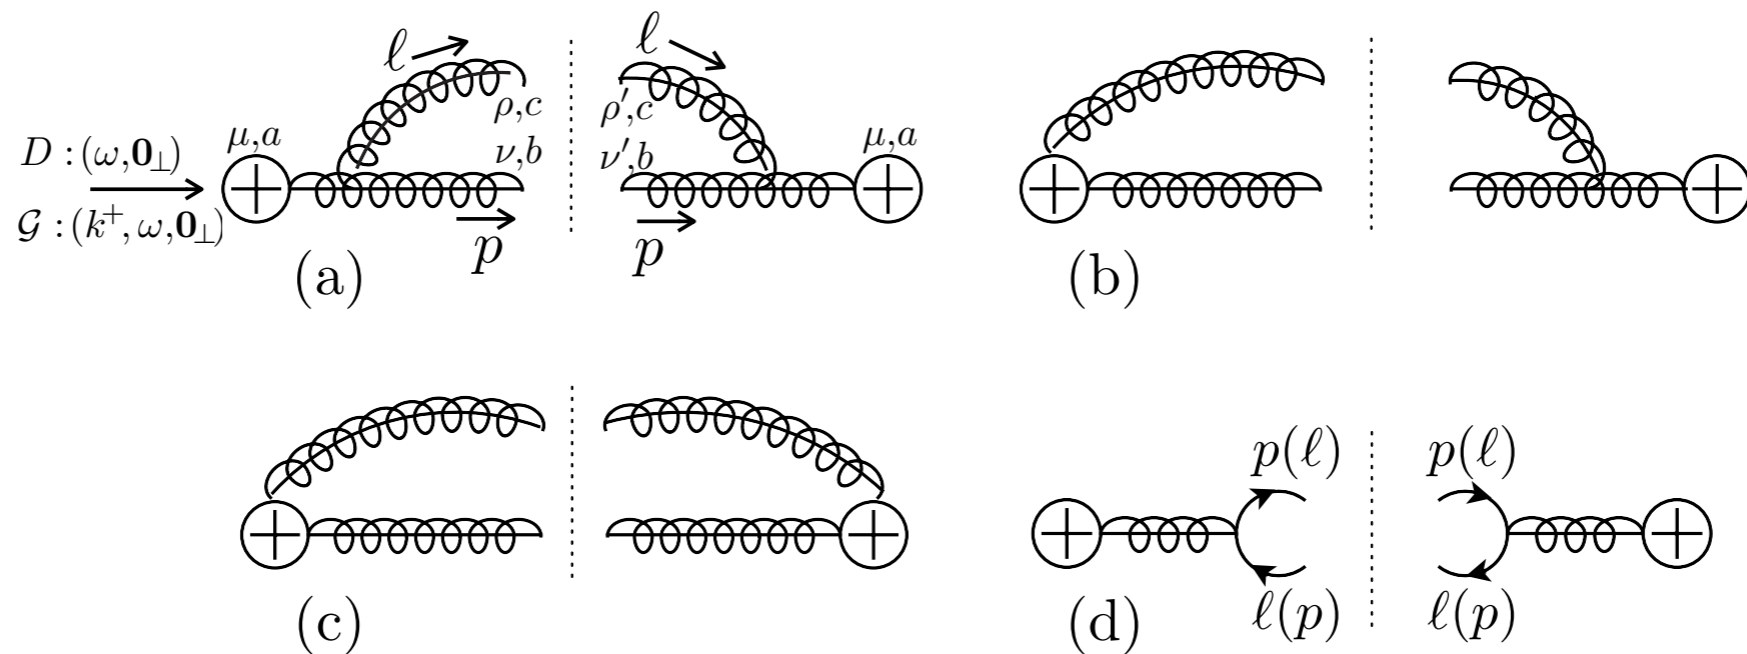 ℓ
ℓ
D : (ω,𝟎⊥)
μ,a
ρ,c
ρ′,c
μ,a
ν,b
ν′,b
𝒢 : (k⁺, ω,𝟎⊥)
p
p
(a)
(b)
p(ℓ)
p(ℓ)
ℓ(p)
ℓ(p)
(c)
(d)